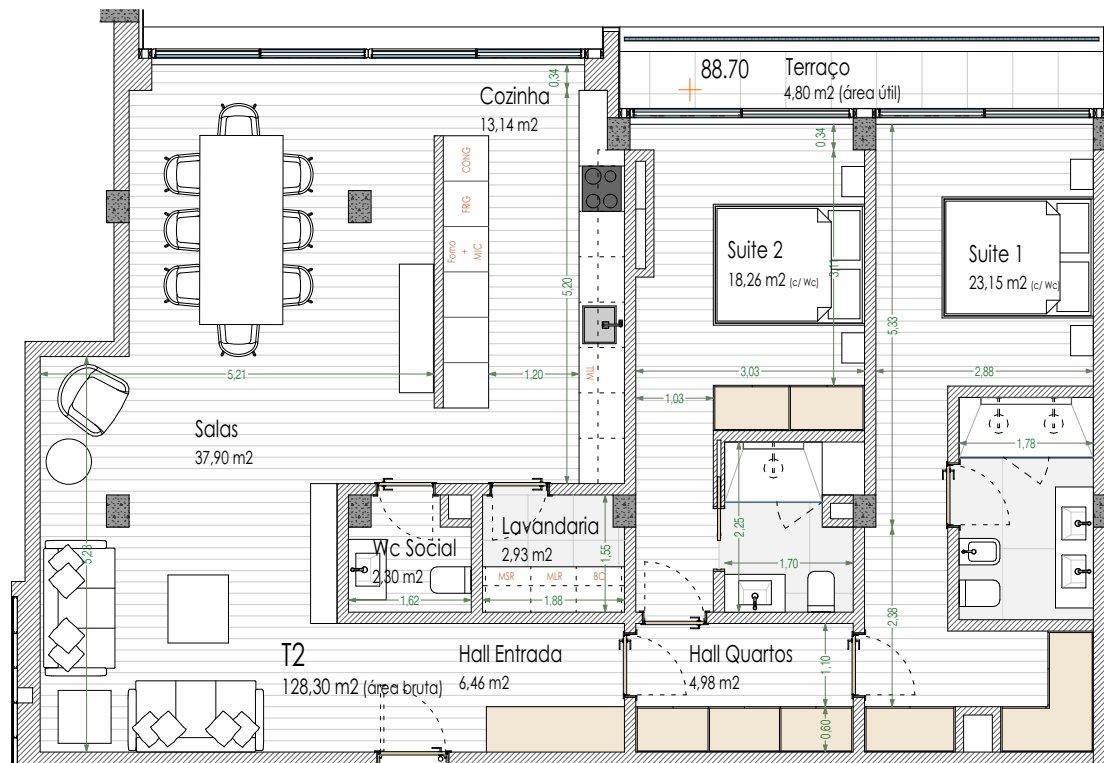 88.70
Terraço
4,80 m2 (área útil)
0,34
Cozinha
13,14 m2
0,34
CONG
FRIG
Forno
+
MIC
5,20
3,11
Suite 2
18,26 m2 (c/ Wc)
Suite 1
23,15 m2 (c/ Wc)
5,33
5,21
1,20
MLL
3,03
2,88
1,03
1,78
Salas
37,90 m2
5,28
Wc Social
2,30 m2
Lavandaria
2,93 m2
1,55
2,25
MSR
MLR
BC
1,62
1,88
1,70
2,38
T2
128,30 m2 (área bruta)
Hall Entrada
6,46 m2
Hall Quartos
4,98 m2
1,10
0,60